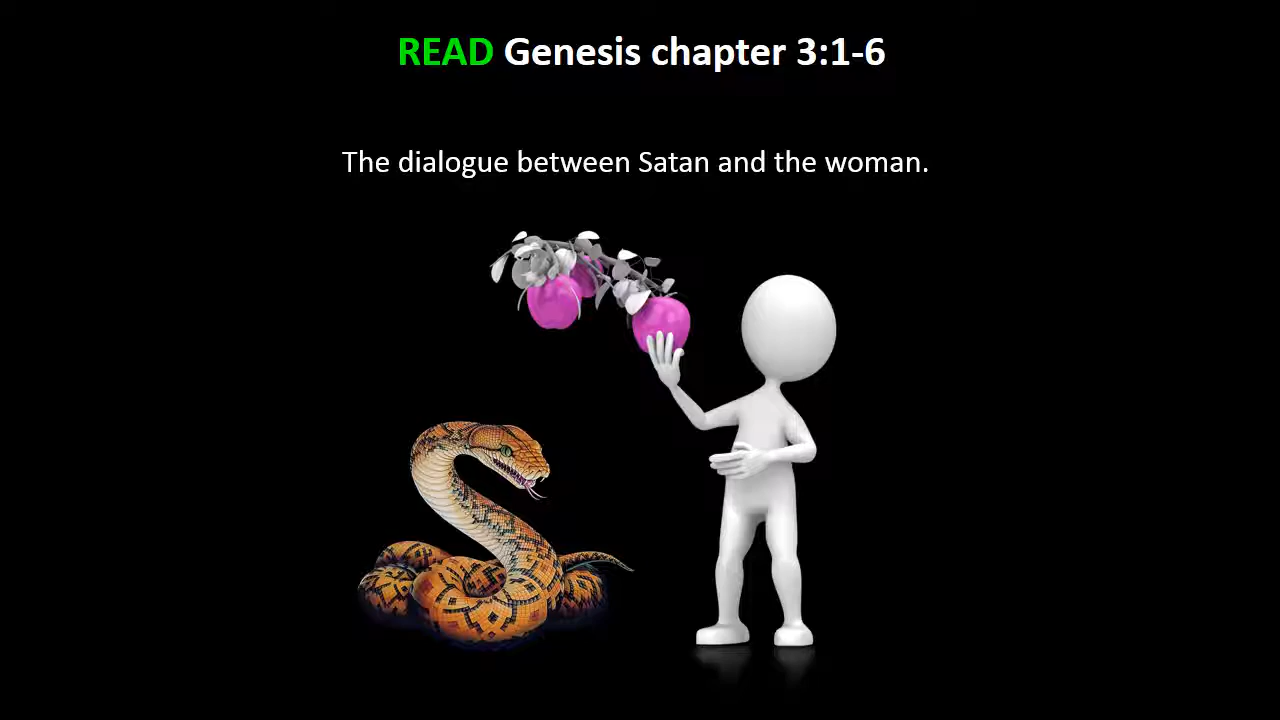 READ Genesis chapter 3:1-6
The dialogue between Satan and the woman.